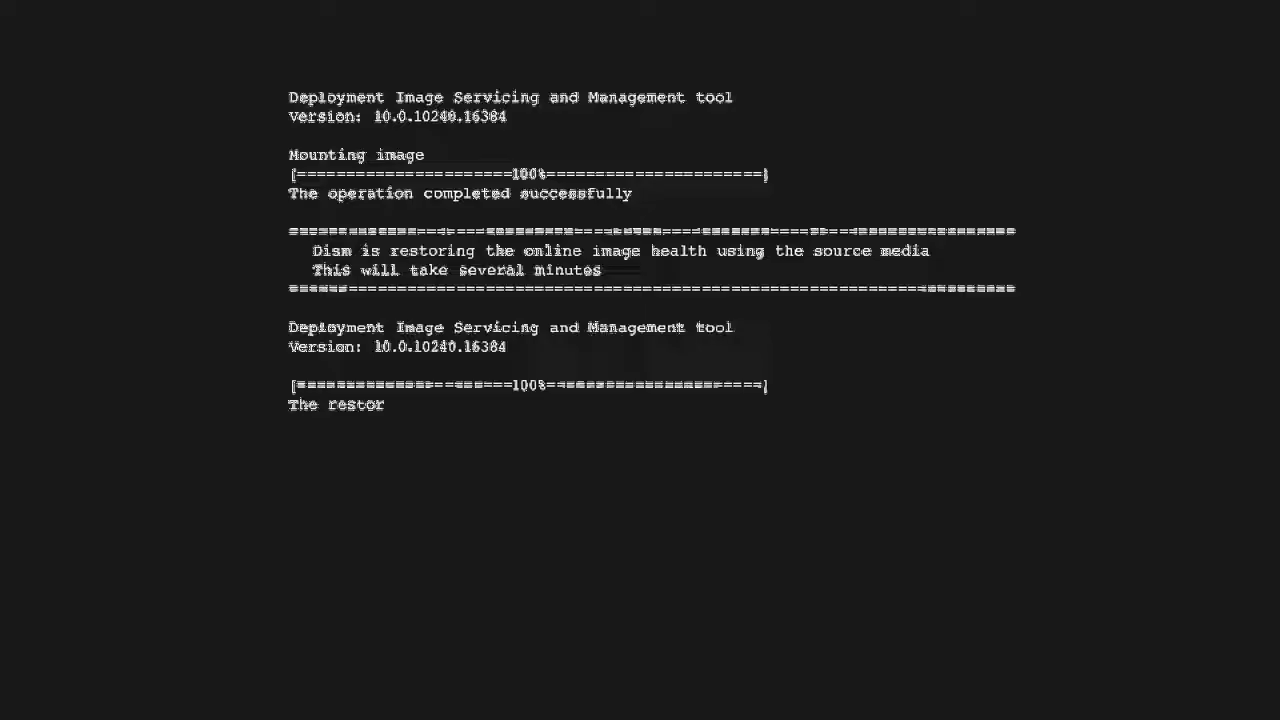 Deployment Image Servicing and Management tool
Version: 10.0.10240.16384
Mounting image
[======================100%======================]
The operation completed successfully
===========================================================================
Dism is restoring the online image health using the source media
This will take several minutes
===========================================================================
Deployment Image Servicing and Management tool
Version: 10.0.10240.16384
[======================100%======================]
The restor